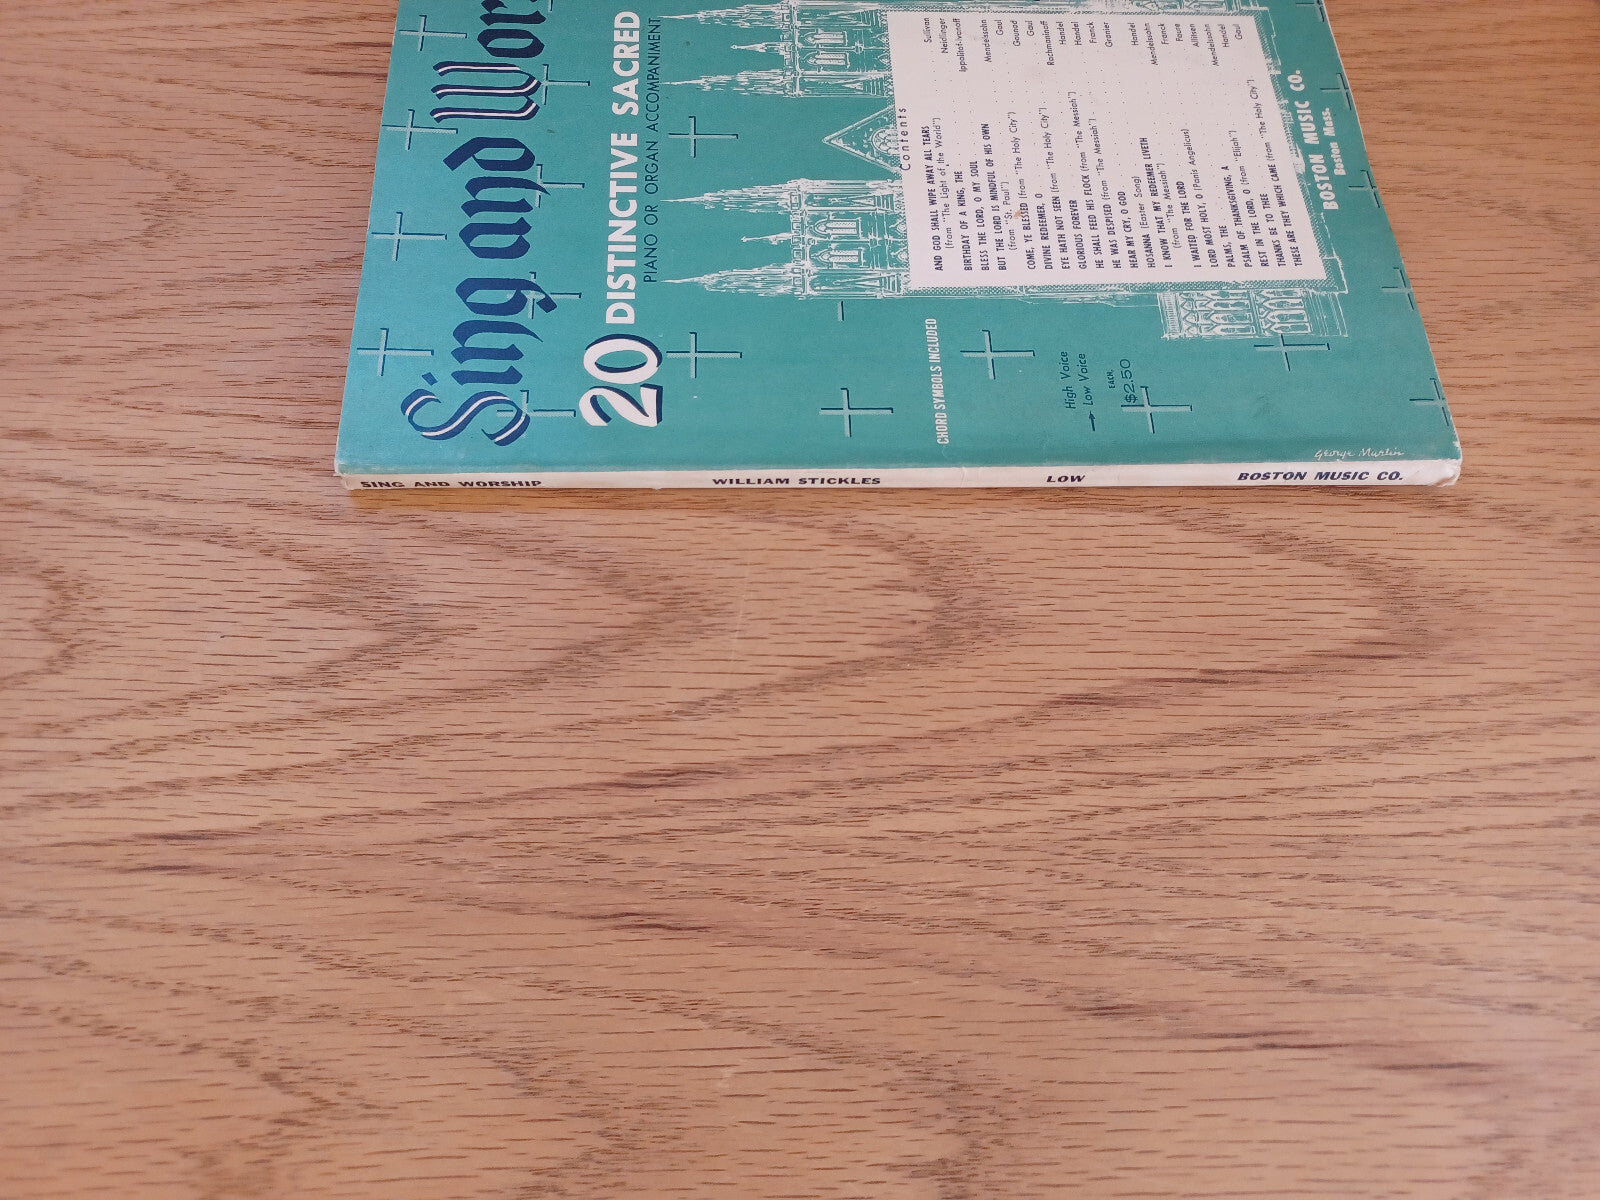 Sing and Wors
20 DISTINCTIVE SACRED
PIANO OR ORGAN ACCOMPANIMENT
Contents
AND GOD SHALL WIPE AWAY ALL TEARS
(from "The Light of the World") Sullivan
BIRTHDAY OF A KING, THE Neidlinger
BLESS THE LORD, O MY SOUL Ippolitof-Ivanoff
BUT THE LORD IS MINDFUL OF HIS OWN
(from "St. Paul") Mendelssohn
COME, YE BLESSED (from "The Holy City") Gaul
DIVINE REDEEMER, O Gounod
EYE HATH NOT SEEN (from "The Holy City") Gaul
GLORIOUS FOREVER Rachmaninoff
HE SHALL FEED HIS FLOCK (from "The Messiah") Handel
HE WAS DESPISED (from "The Messiah") Handel
HEAR MY CRY, O GOD Franck
HOSANNA (Easter Song) Granier
I KNOW THAT MY REDEEMER LIVETH
(from "The Messiah") Handel
I WAITED FOR THE LORD Mendelssohn
LORD MOST HOLY, O (Panis Angelicus) Franck
PALMS, THE Faure
PSALM OF THANKSGIVING, A Allitsen
REST IN THE LORD, O (from "Elijah") Mendelssohn
THANKS BE TO THEE Handel
THESE ARE THEY WHICH CAME (from "The Holy City") Gaul
CHORD SYMBOLS INCLUDED
High Voice
Low Voice
EACH
$2.50
BOSTON MUSIC CO.
Boston Mass.
George Martin
SING AND WORSHIP WILLIAM STICKLES LOW BOSTON MUSIC CO.